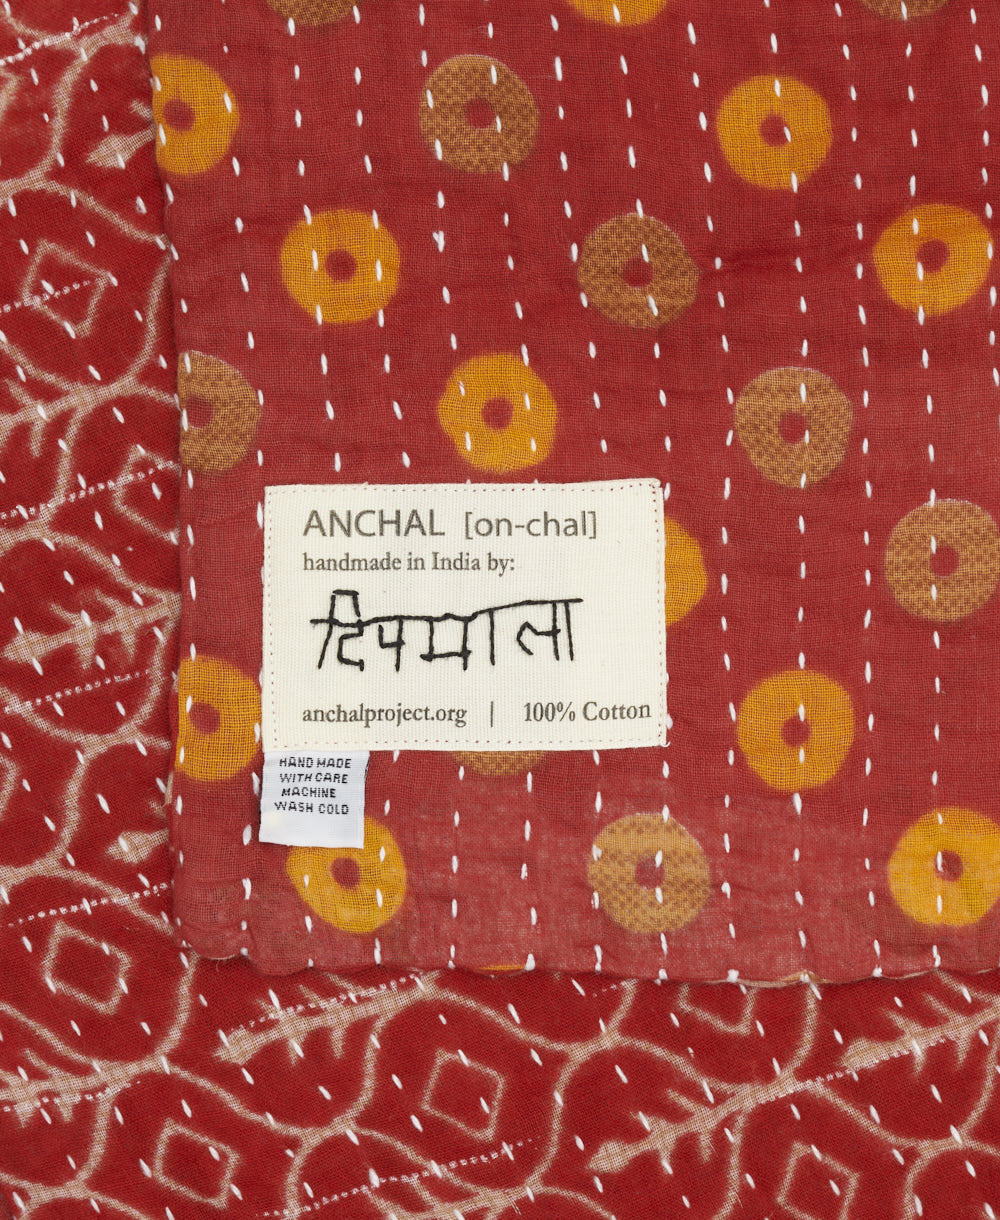 ANCHAL [on-chal]
handmade in India by:
दिपमाला
anchalproject.org | 100% Cotton
HAND MADE
WITH CARE
MACHINE
WASH COLD